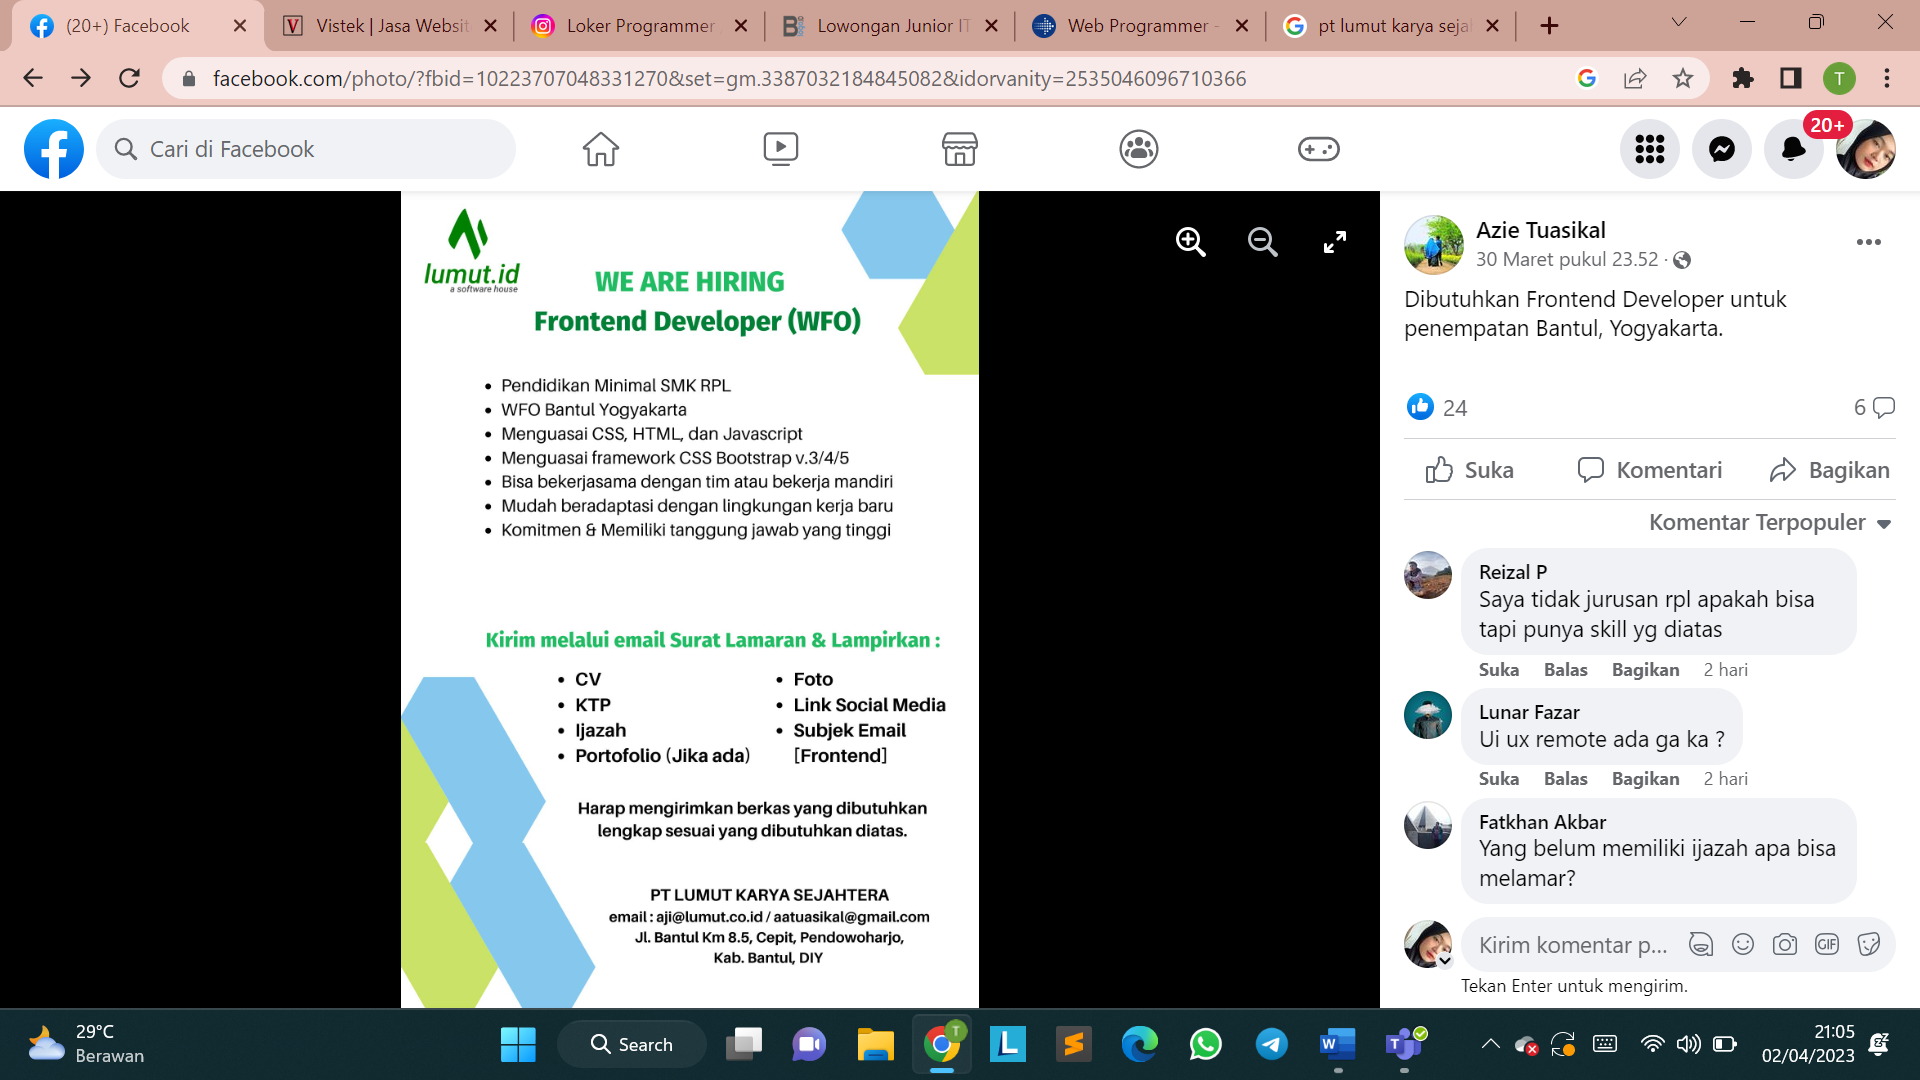 (20+) Facebook
Vistek | Jasa Websit
Loker Programmer
Lowongan Junior IT
Web Programmer -
pt lumut karya seja
facebook.com/photo/?fbid=10223707048331270&set=gm.3387032184845082&idorvanity=2535046096710366
T
Cari di Facebook
20+
lumut.id
a software house
WE ARE HIRING
Frontend Developer (WFO)
• Pendidikan Minimal SMK RPL
• WFO Bantul Yogyakarta
• Menguasai CSS, HTML, dan Javascript
• Menguasai framework CSS Bootstrap v.3/4/5
• Bisa bekerjasama dengan tim atau bekerja mandiri
• Mudah beradaptasi dengan lingkungan kerja baru
• Komitmen & Memiliki tanggung jawab yang tinggi
Kirim melalui email Surat Lamaran & Lampirkan :
• CV
• KTP
• Ijazah
• Portofolio (Jika ada)
• Foto
• Link Social Media
• Subjek Email
[Frontend]
Harap mengirimkan berkas yang dibutuhkan
lengkap sesuai yang dibutuhkan diatas.
PT LUMUT KARYA SEJAHTERA
email : aji@lumut.co.id / aatuasikal@gmail.com
Jl. Bantul Km 8.5, Cepit, Pendowoharjo,
Kab. Bantul, DIY
Azie Tuasikal
30 Maret pukul 23.52 ·
Dibutuhkan Frontend Developer untuk
penempatan Bantul, Yogyakarta.
24
6
Suka Komentari Bagikan
Komentar Terpopuler
Reizal P
Saya tidak jurusan rpl apakah bisa
tapi punya skill yg diatas
Suka Balas Bagikan 2 hari
Lunar Fazar
Ui ux remote ada ga ka ?
Suka Balas Bagikan 2 hari
Fatkhan Akbar
Yang belum memiliki ijazah apa bisa
melamar?
Kirim komentar p...
GIF
Tekan Enter untuk mengirim.
29°C
Berawan
Search
T
21:05
02/04/2023